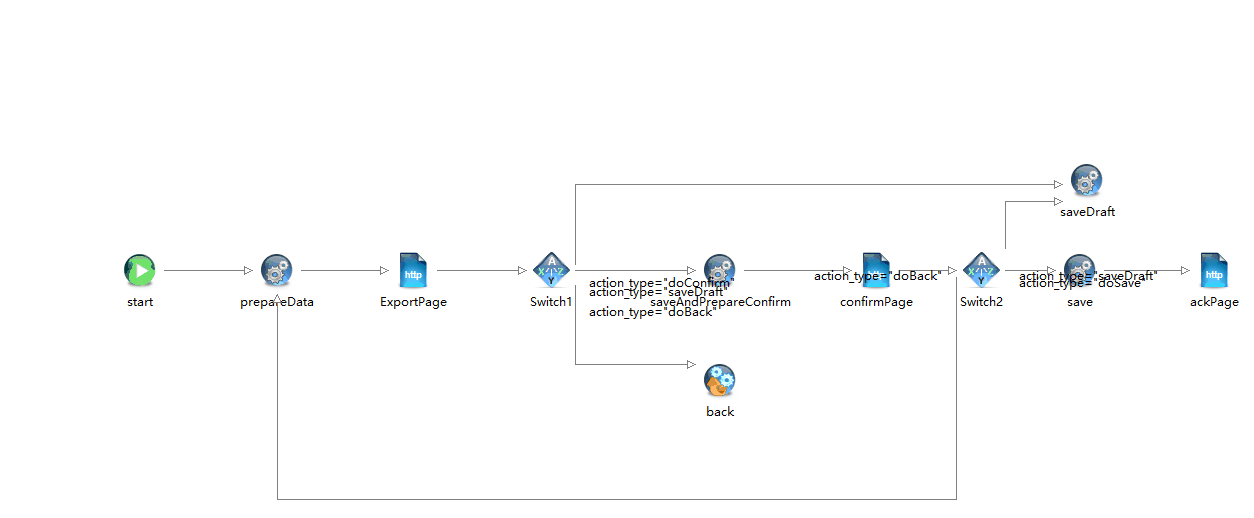 saveDraft
http
http
http
A
X
Z
Y
A
X
Z
Y
action_type="doConfirm"
action_type="saveDraft"
action_type="doBack"
action_type="doBack"
action_type="saveDraft"
action_type="doSave"
start
prepareData
ExportPage
Switch1
saveAndPrepareConfirm
confirmPage
Switch2
save
ackPage
back